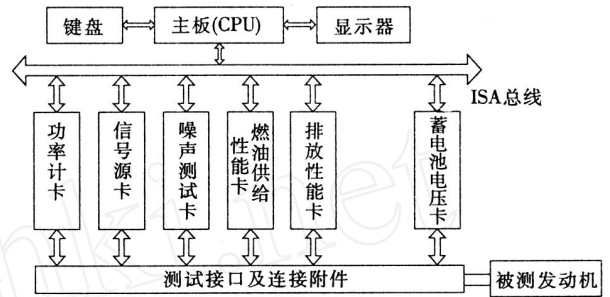 键盘
主板(CPU)
显示器
ISA总线
功率计卡
信号源卡
噪声测试卡
燃油供给
性能卡
排放性能卡
蓄电池电压卡
测试接口及连接附件
被测发动机